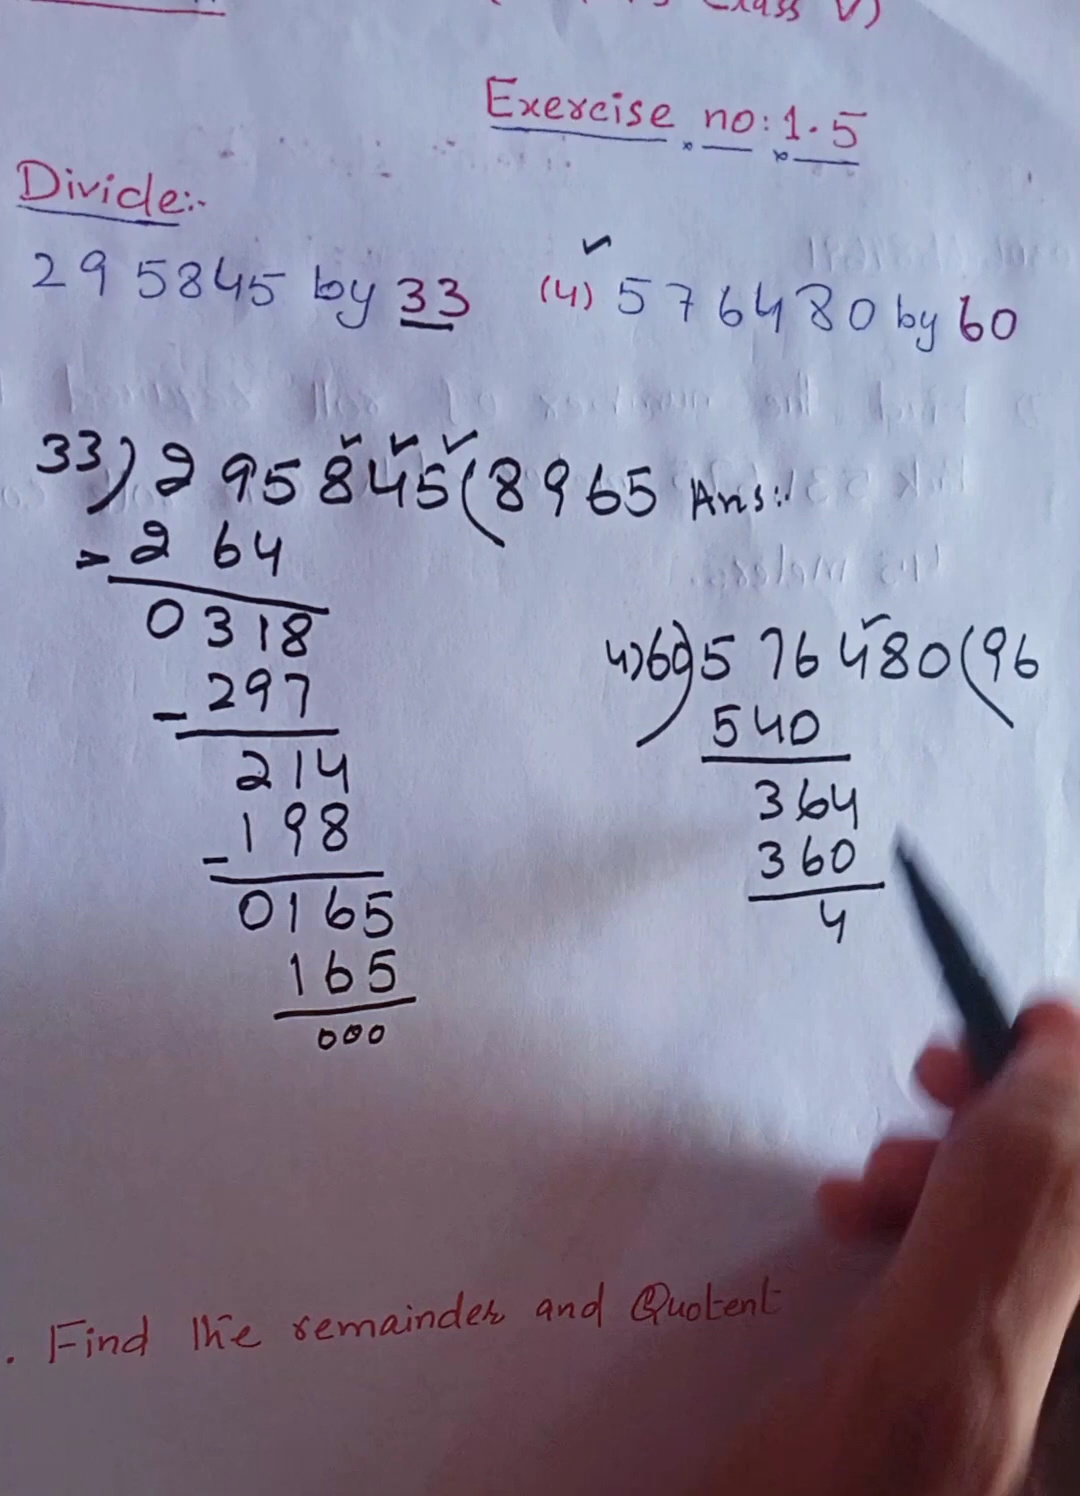 Class V)
Exercise no: 1.5
Divide:-
295845 by 33 (4) 576480 by 60
33) 295845 (8965 Ans:
- 264
0318
- 297
214
- 198
0165
165
000
4) 60) 576480 (96
540
364
360
4
. Find the remainder and Quotent